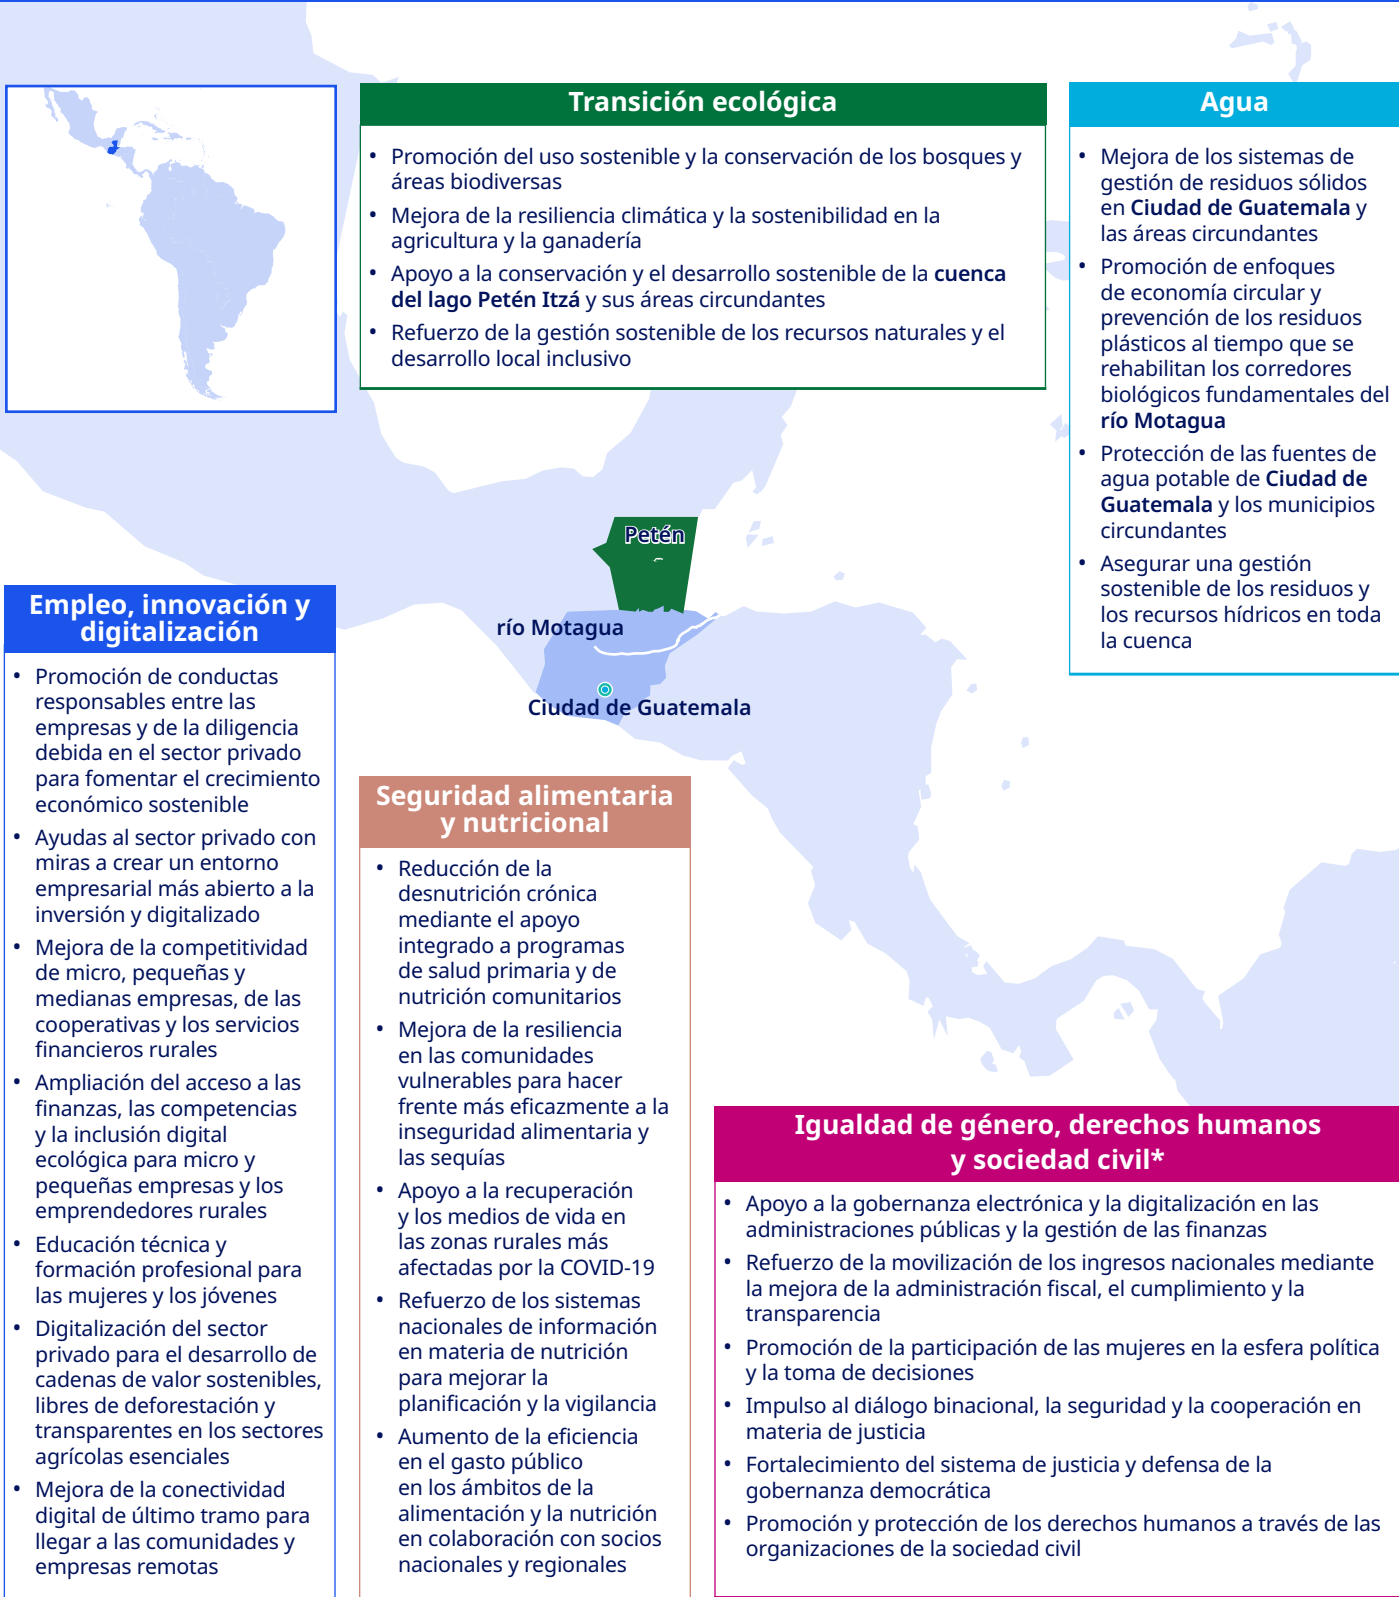 Transición ecológica
• Promoción del uso sostenible y la conservación de los bosques y
áreas biodiversas
• Mejora de la resiliencia climática y la sostenibilidad en la
agricultura y la ganadería
• Apoyo a la conservación y el desarrollo sostenible de la cuenca
del lago Petén Itzá y sus áreas circundantes
• Refuerzo de la gestión sostenible de los recursos naturales y el
desarrollo local inclusivo
Agua
• Mejora de los sistemas de
gestión de residuos sólidos
en Ciudad de Guatemala y
las áreas circundantes
• Promoción de enfoques
de economía circular y
prevención de los residuos
plásticos al tiempo que se
rehabilitan los corredores
biológicos fundamentales del
río Motagua
• Protección de las fuentes de
agua potable de Ciudad de
Guatemala y los municipios
circundantes
• Asegurar una gestión
sostenible de los residuos y
los recursos hídricos en toda
la cuenca
Petén
río Motagua
Ciudad de Guatemala
Empleo, innovación y
digitalización
• Promoción de conductas
responsables entre las
empresas y de la diligencia
debida en el sector privado
para fomentar el crecimiento
económico sostenible
• Ayudas al sector privado con
miras a crear un entorno
empresarial más abierto a la
inversión y digitalizado
• Mejora de la competitividad
de micro, pequeñas y
medianas empresas, de las
cooperativas y los servicios
financieros rurales
• Ampliación del acceso a las
finanzas, las competencias
y la inclusión digital
ecológica para micro y
pequeñas empresas y los
emprendedores rurales
• Educación técnica y
formación profesional para
las mujeres y los jóvenes
• Digitalización del sector
privado para el desarrollo de
cadenas de valor sostenibles,
libres de deforestación y
transparentes en los sectores
agrícolas esenciales
• Mejora de la conectividad
digital de último tramo para
llegar a las comunidades y
empresas remotas
Seguridad alimentaria
y nutricional
• Reducción de la
desnutrición crónica
mediante el apoyo
integrado a programas
de salud primaria y de
nutrición comunitarios
• Mejora de la resiliencia
en las comunidades
vulnerables para hacer
frente más eficazmente a la
inseguridad alimentaria y
las sequías
• Apoyo a la recuperación
y los medios de vida en
las zonas rurales más
afectadas por la COVID-19
• Refuerzo de los sistemas
nacionales de información
en materia de nutrición
para mejorar la
planificación y la vigilancia
• Aumento de la eficiencia
en el gasto público
en los ámbitos de la
alimentación y la nutrición
en colaboración con socios
nacionales y regionales
Igualdad de género, derechos humanos
y sociedad civil*
• Apoyo a la gobernanza electrónica y la digitalización en las
administraciones públicas y la gestión de las finanzas
• Refuerzo de la movilización de los ingresos nacionales mediante
la mejora de la administración fiscal, el cumplimiento y la
transparencia
• Promoción de la participación de las mujeres en la esfera política
y la toma de decisiones
• Impulso al diálogo binacional, la seguridad y la cooperación en
materia de justicia
• Fortalecimiento del sistema de justicia y defensa de la
gobernanza democrática
• Promoción y protección de los derechos humanos a través de las
organizaciones de la sociedad civil